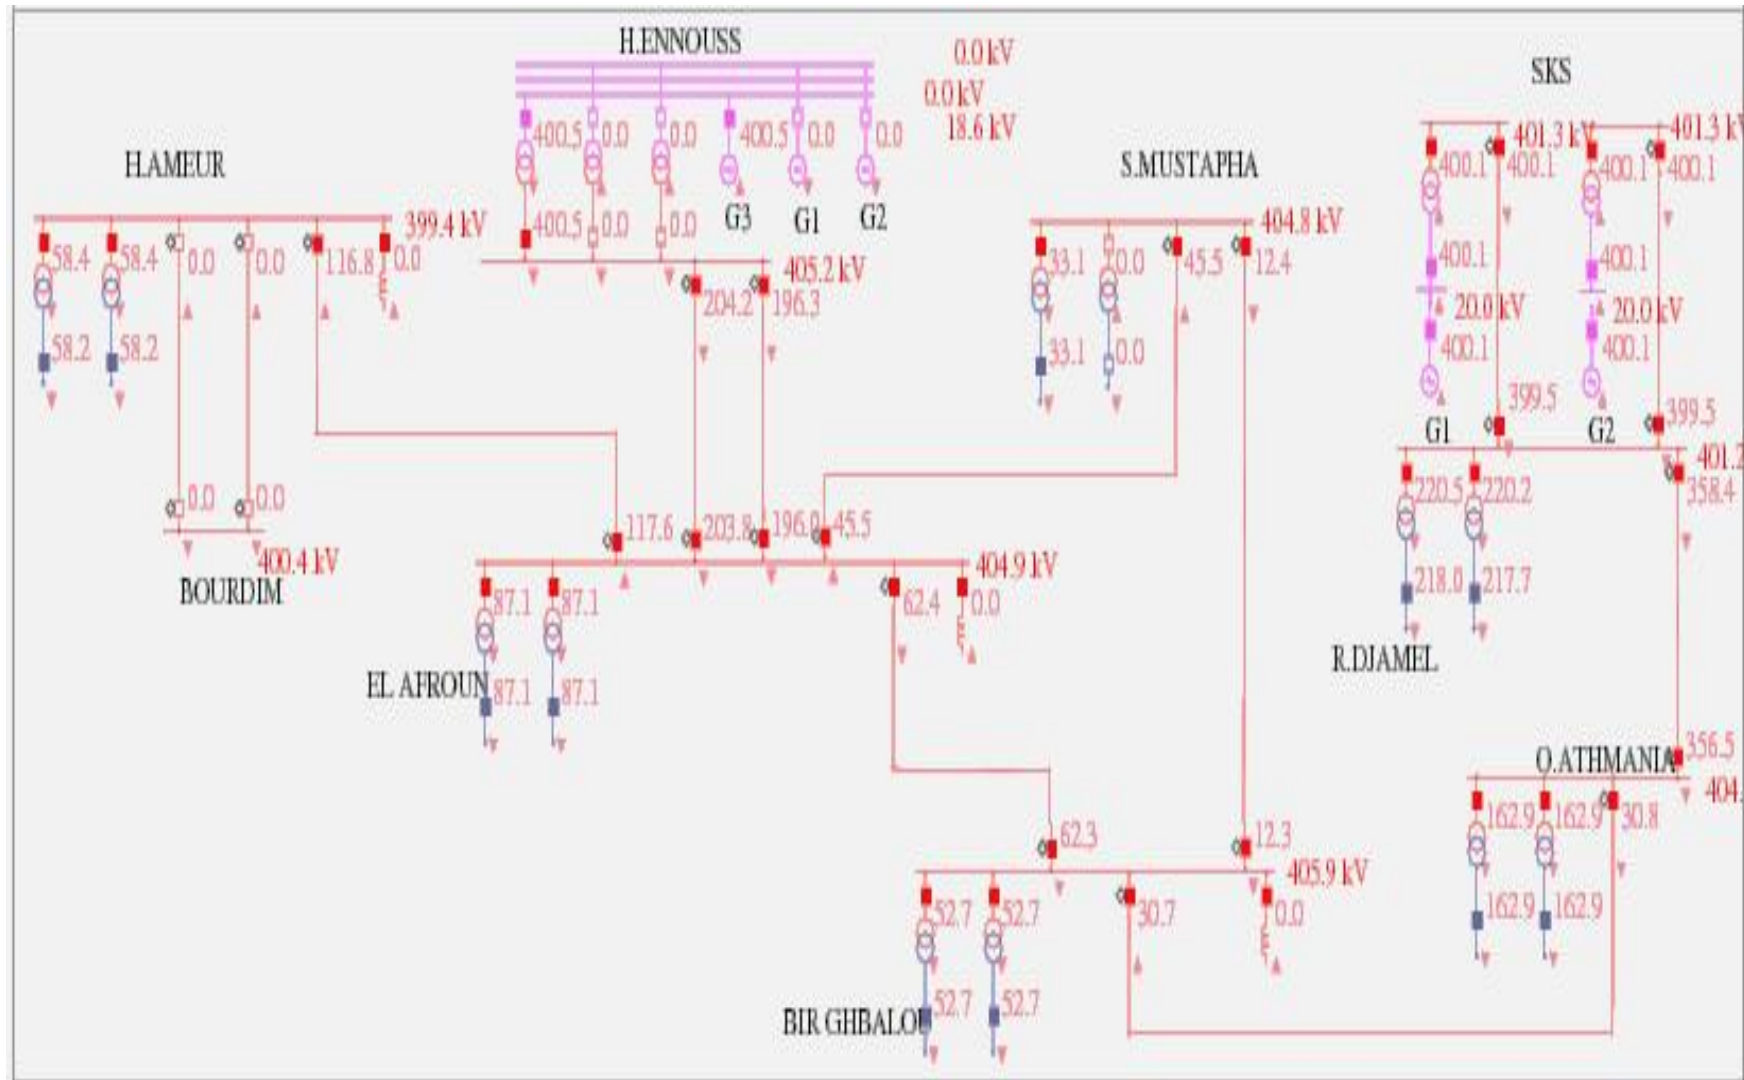 H.ENNOUSS
0.0 kV
0.0 kV
18.6 kV
400.5 0.0 0.0 400.5 0.0 0.0
400.5 0.0 0.0
G3 G1 G2
405.2 kV
204.2 196.3
H.AMEUR
399.4 kV
58.4 58.4 0.0 0.0 116.8 0.0
58.2 58.2
0.0 0.0
400.4 kV
BOURDIM
S.MUSTAPHA
404.8 kV
33.1 0.0 45.5 12.4
33.1 0.0
SKS
401.3 kV 401.3 kV
400.1 400.1 400.1 400.1
400.1 400.1
20.0 kV 20.0 kV
400.1 400.1
399.5 399.5
G1 G2
401.2
220.5 220.2 358.4
218.0 217.7
R.DJAMEL
117.6 203.8 196.0 45.5
404.9 kV
87.1 87.1 62.4 0.0
EL AFROUN
87.1 87.1
356.5
O.ATHMANIA
404.
162.9 162.9 30.8
162.9 162.9
62.3 12.3
405.9 kV
52.7 52.7 30.7 0.0
52.7 52.7
BIR GHBALOU